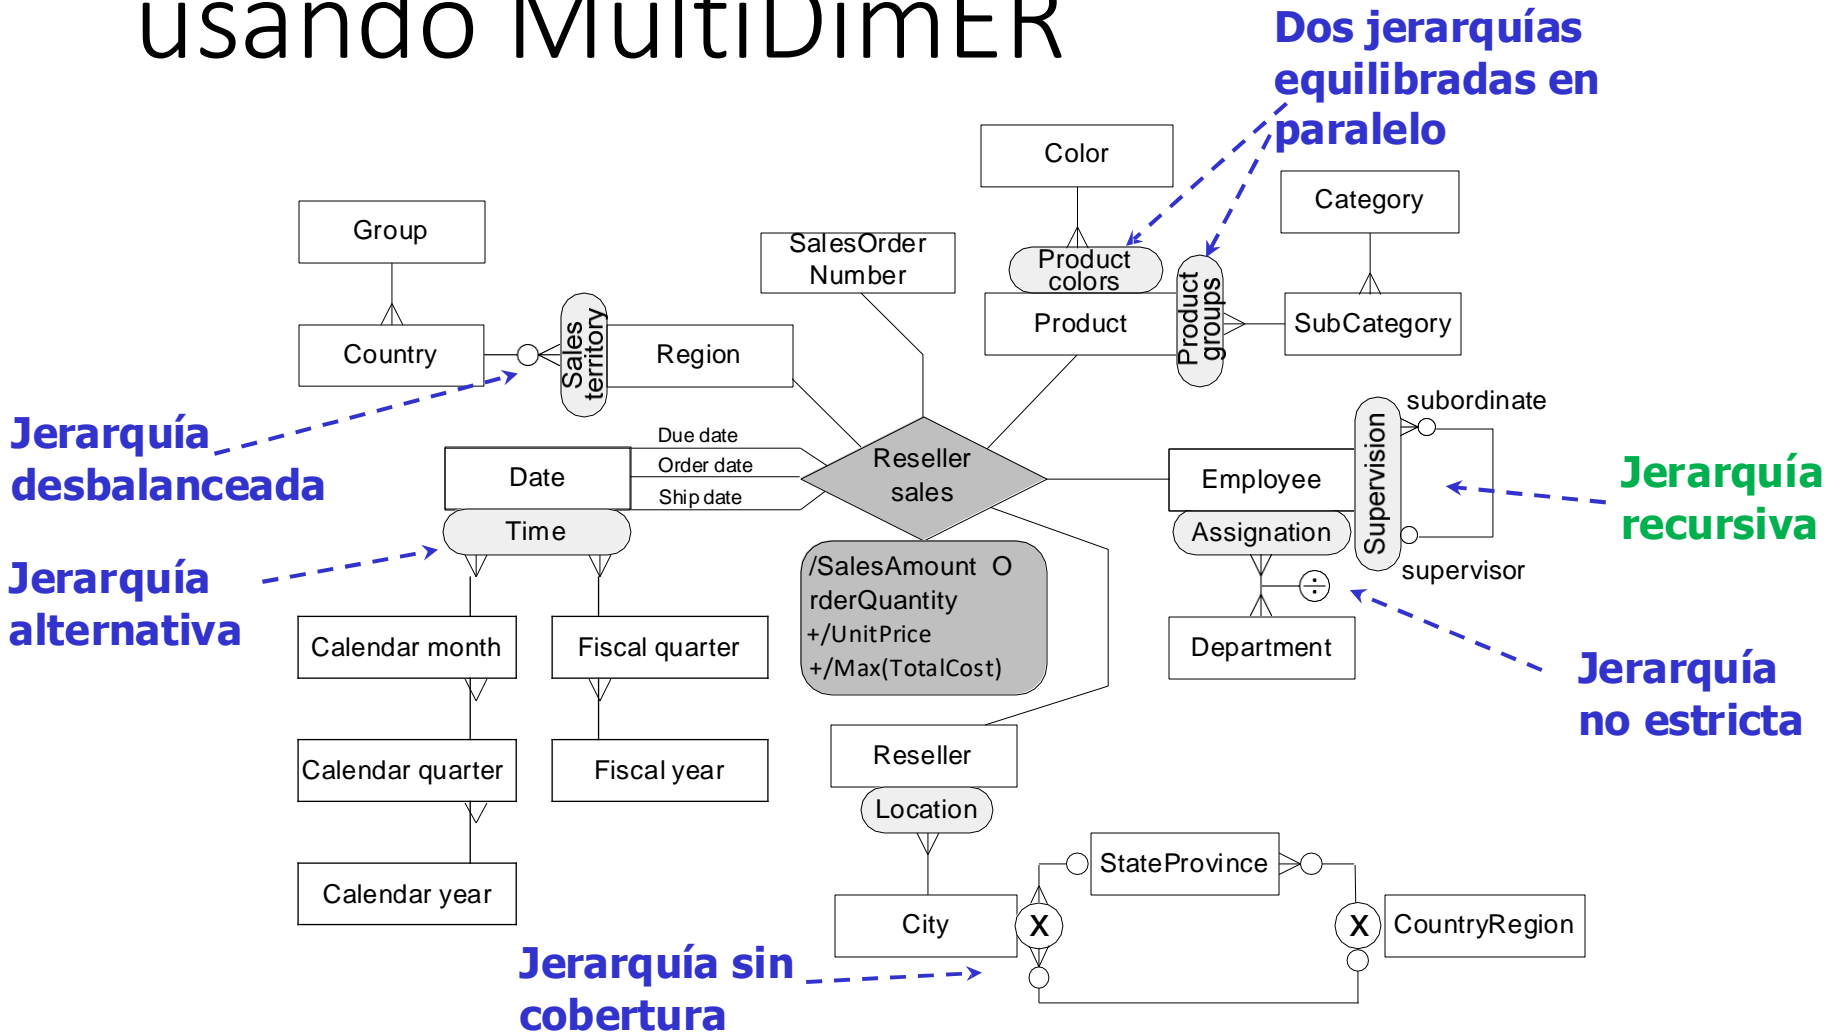 usando MultiDimER
Dos jerarquías
equilibradas en
paralelo
Color
Category
Group
SalesOrder
Number
Product
colors
Product
groups
Product
SubCategory
Country
Sales
territory
Region
Jerarquía
desbalanceada
Due date
Order date
Ship date
Date
Time
Reseller
sales
Employee
Supervision
subordinate
supervisor
Assignation
Jerarquía
recursiva
Jerarquía
alternativa
/SalesAmount O
rderQuantity
+/UnitPrice
+/Max(TotalCost)
÷
Calendar month
Fiscal quarter
Department
Jerarquía
no estricta
Calendar quarter
Fiscal year
Reseller
Location
Calendar year
StateProvince
City
X
X
CountryRegion
Jerarquía sin
cobertura